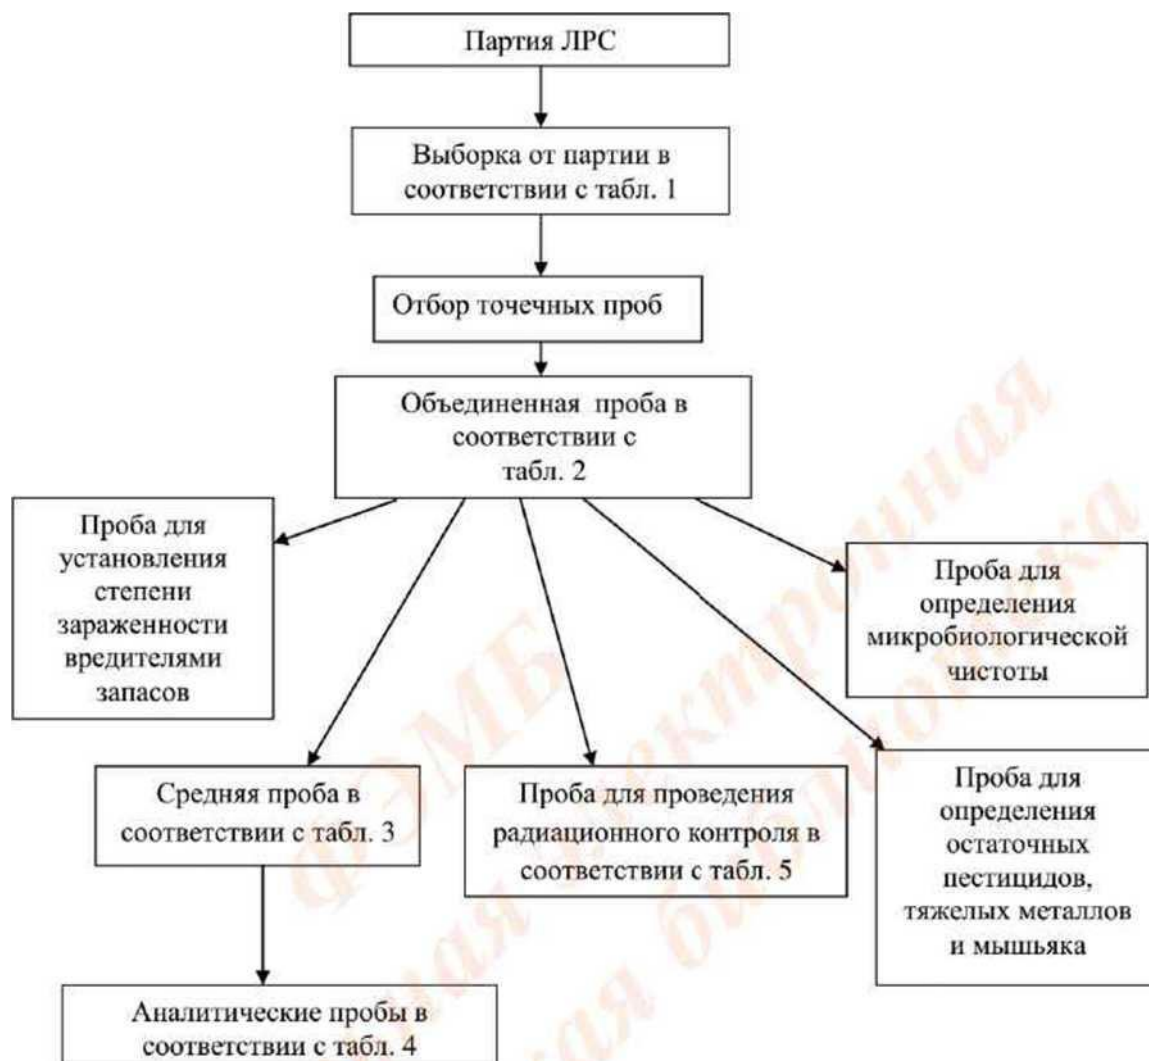 Партия ЛРС
Выборка от партии в
соответствии с табл. 1
Отбор точечных проб
Объединенная проба в
соответствии с
табл. 2
Проба для
установления
степени
зараженности
вредителями
запасов
Проба для
определения
микробиологической
чистоты
Средняя проба в
соответствии с табл. 3
Проба для проведения
радиационного контроля в
соответствии с табл. 5
Проба для
определения
остаточных
пестицидов,
тяжелых металлов
и мышьяка
Аналитические пробы в
соответствии с табл. 4
ФЭМБ
библиотека